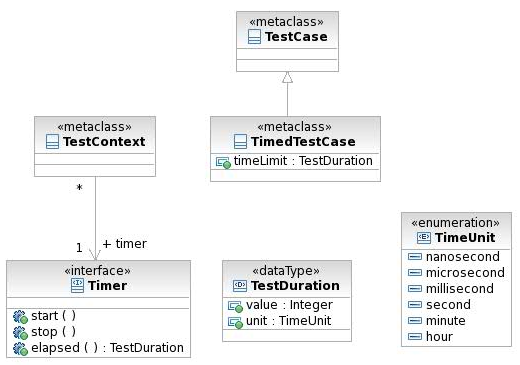 «metaclass»
TestCase
«metaclass»
TestContext
«metaclass»
TimedTestCase
timeLimit : TestDuration
*
1
+ timer
«interface»
Timer
start ( )
stop ( )
elapsed ( ) : TestDuration
«dataType»
TestDuration
value : Integer
unit : TimeUnit
«enumeration»
TimeUnit
nanosecond
microsecond
millisecond
second
minute
hour